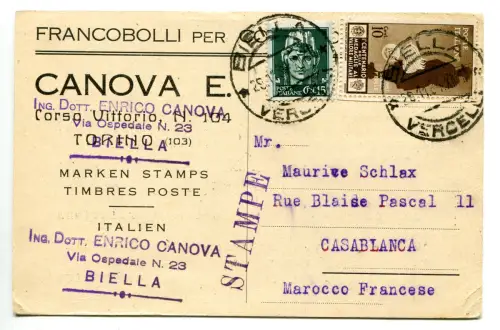 FRANCOBOLLI PER
CANOVA E.
ING. DOTT. ENRICO CANOVA
Corso Vittorio, N. 104
Via Ospedale N. 23
TORINO (103)
BIELLA
MARKEN STAMPS
TIMBRES POSTE
ITALIEN
ING. DOTT. ENRICO CANOVA
Via Ospedale N. 23
BIELLA
STAMPE
BIELLA
VERCELLI
POSTE ITALIANE CENT. 15
10
BIELLA
VERCELLI
Mr.
Maurice Schlax
Rue Blaise Pascal 11
CASABLANCA
Marocco Francese